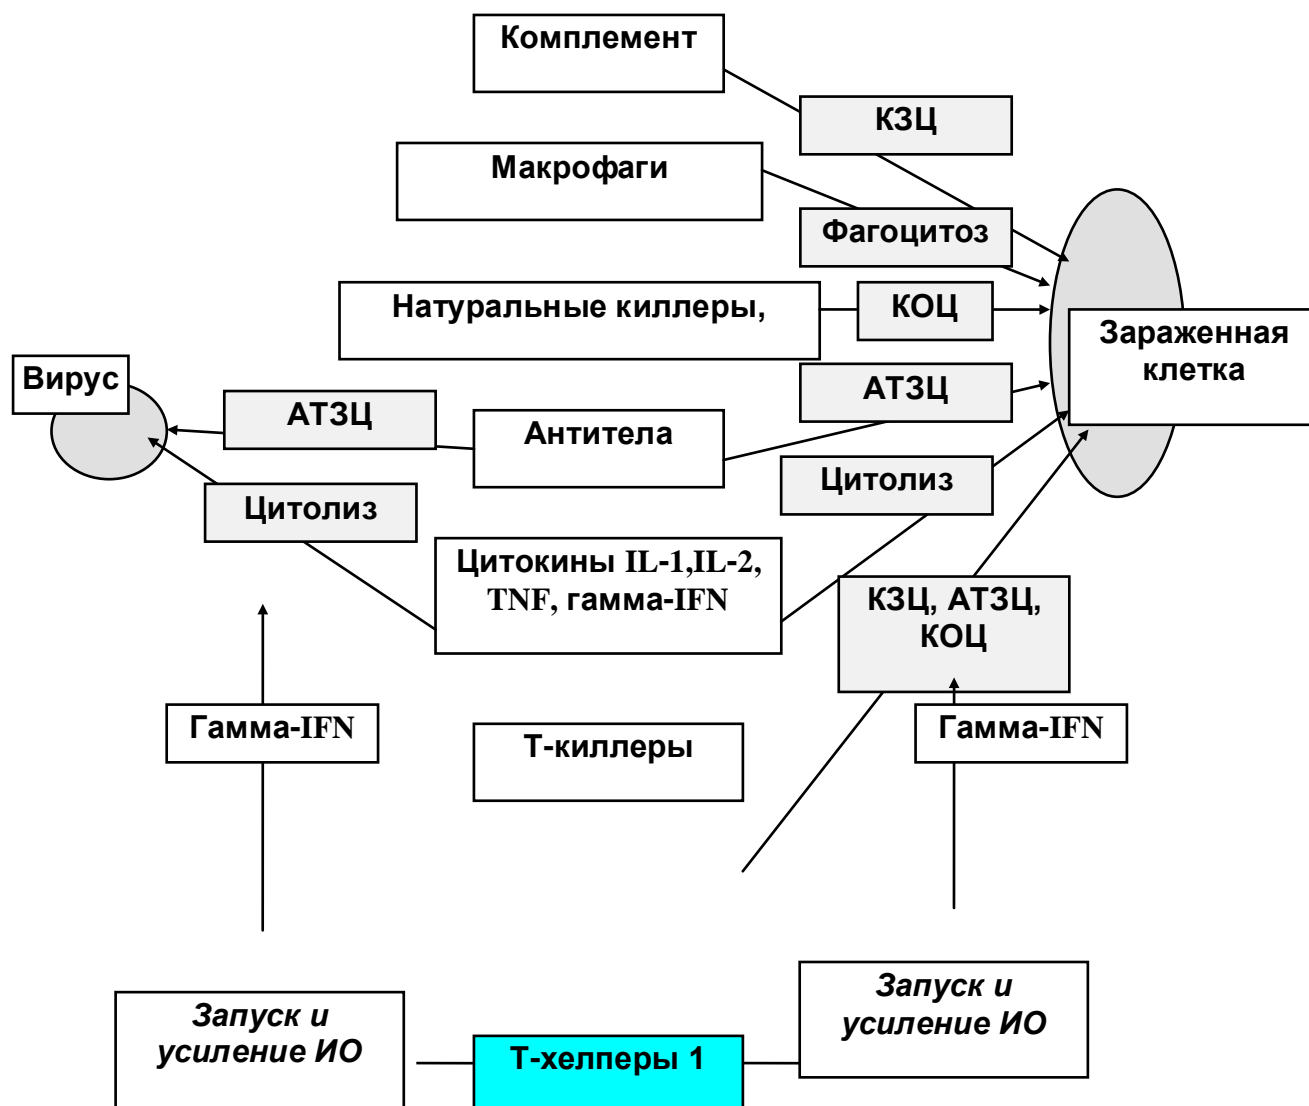 Комплемент
КЗЦ
Макрофаги
Фагоцитоз
Натуральные киллеры,
КОЦ
Зараженная
клетка
Вирус
АТЗЦ
АТЗЦ
Антитела
Цитолиз
Цитолиз
Цитокины IL-1,IL-2,
TNF, гамма-IFN
КЗЦ, АТЗЦ,
КОЦ
Гамма-IFN
Т-киллеры
Гамма-IFN
Запуск и
усиление ИО
Т-хелперы 1
Запуск и
усиление ИО